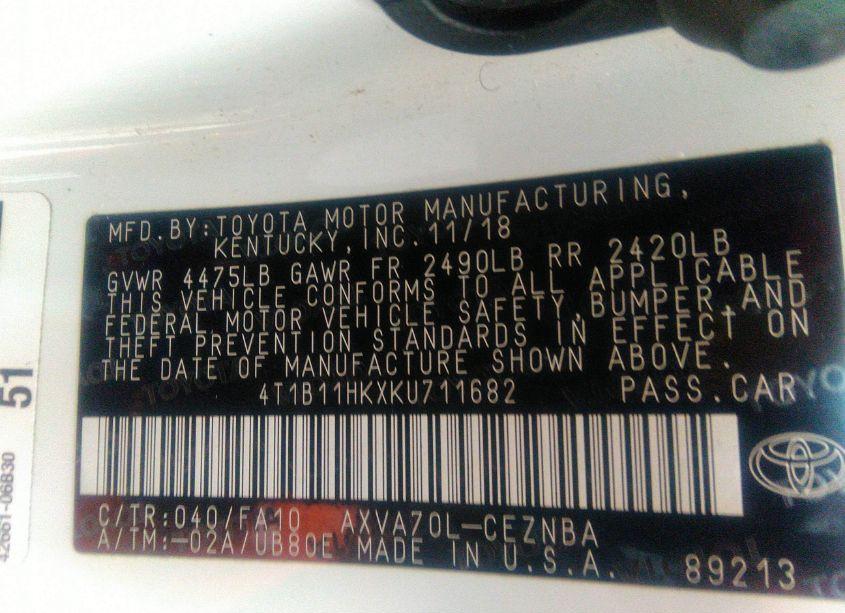 MFD.BY:TOYOTA MOTOR MANUFACTURING,
KENTUCKY,INC.11/18
GVWR 4475LB GAWR FR 2490LB RR 2420LB
THIS VEHICLE CONFORMS TO ALL APPLICABLE
FEDERAL MOTOR VEHICLE SAFETY,BUMPER,AND
THEFT PREVENTION STANDARDS IN EFFECT ON
THE DATE OF MANUFACTURE SHOWN ABOVE.
4T1B11HKXKU711682 PASS.CAR
C/TR:040/FA10 AXVA70L-CEZNBA
A/TM:-02A/UB80E MADE IN U.S.A. 89213
51
42661-06B30